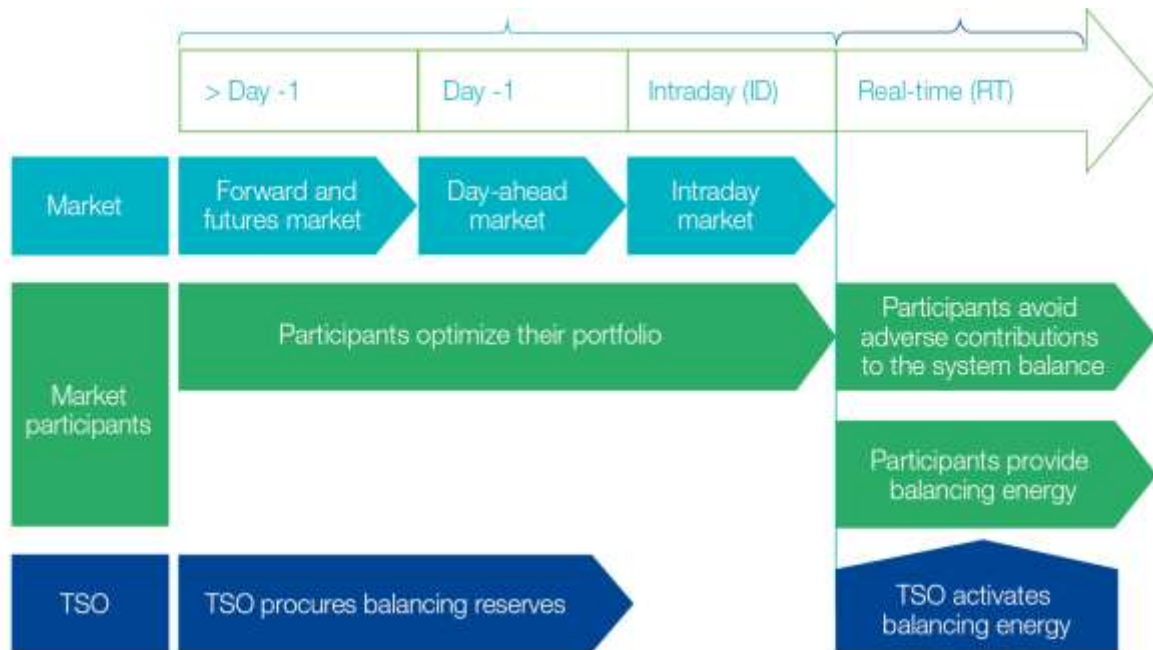 > Day -1
Day -1
Intraday (ID)
Real-time (RT)
Market
Forward and
futures market
Day-ahead
market
Intraday
market
Market
participants
Participants optimize their portfolio
Participants avoid
adverse contributions
to the system balance
Participants provide
balancing energy
TSO
TSO procures balancing reserves
TSO activates
balancing energy